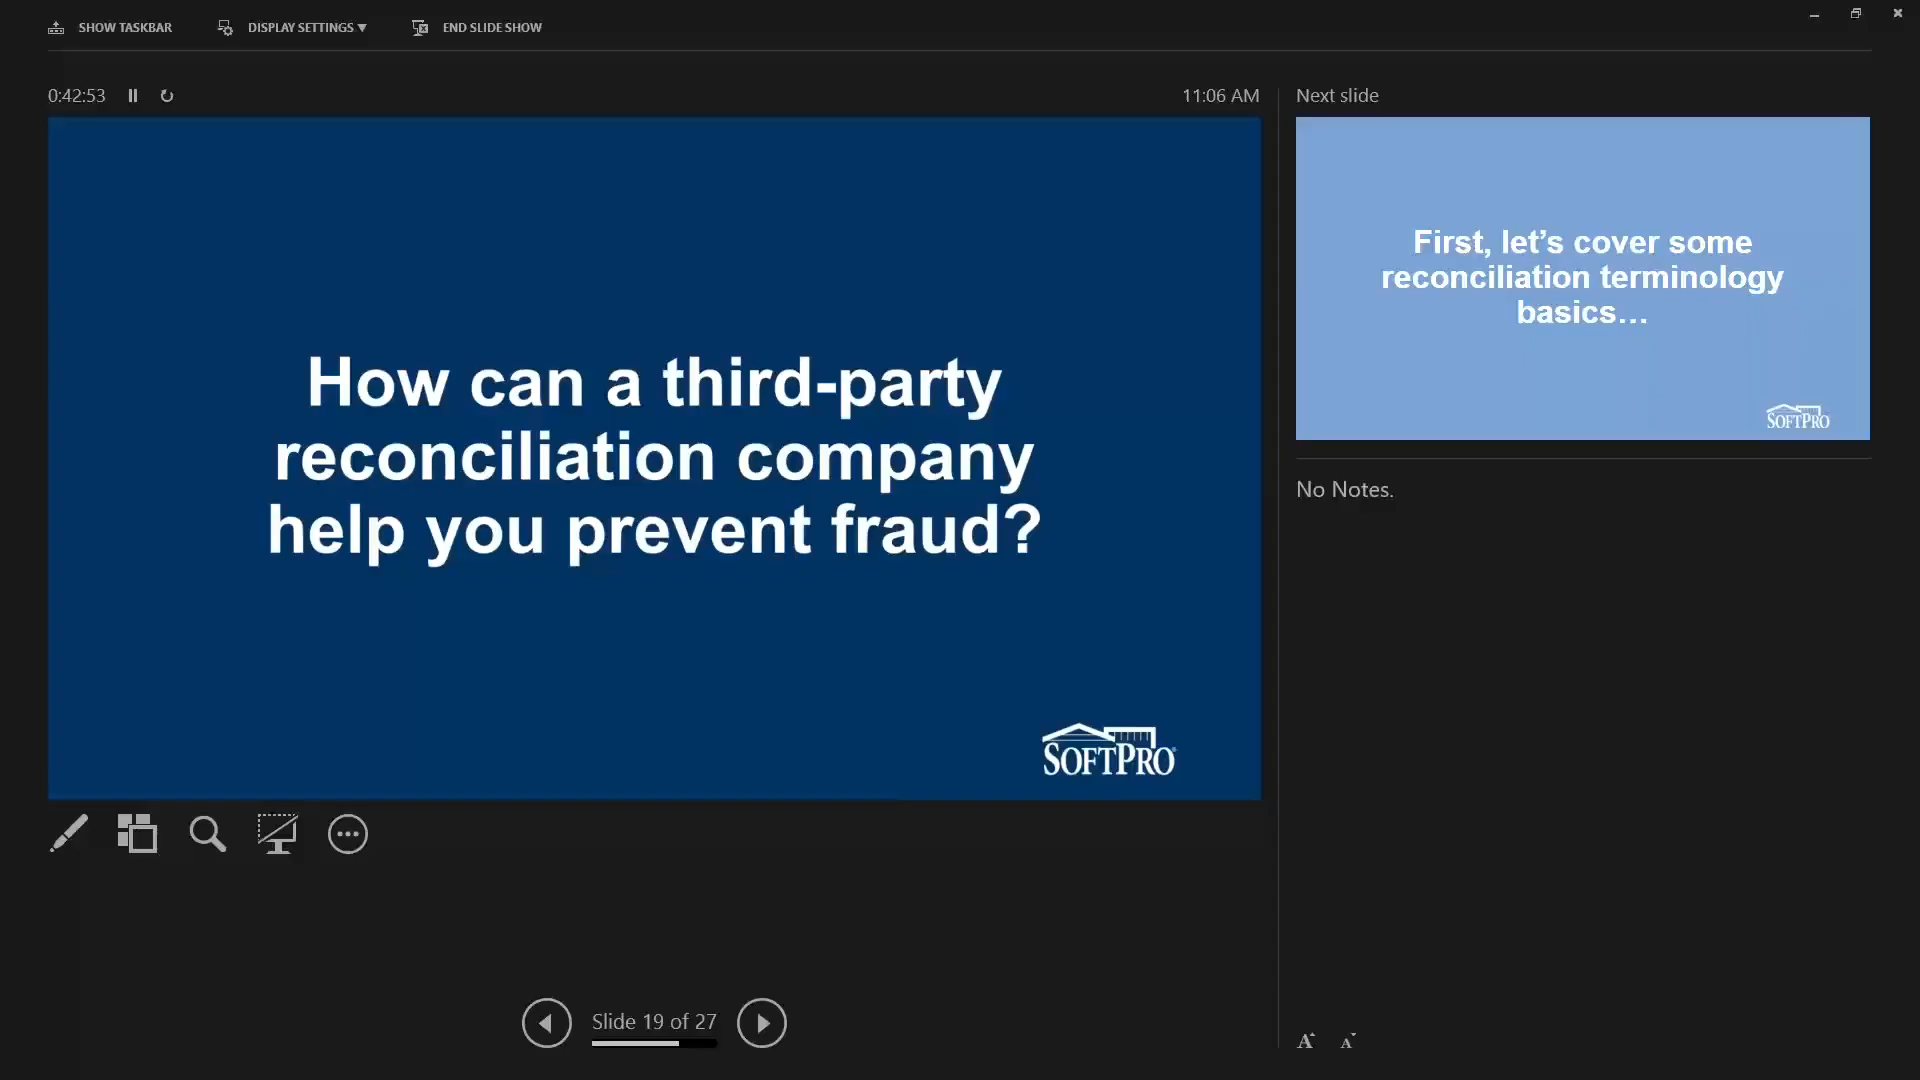 SHOW TASKBAR
DISPLAY SETTINGS ▼
END SLIDE SHOW
0:42:53
11:06 AM
Next slide
How can a third-party
reconciliation company
help you prevent fraud?
SOFTPRO®
First, let’s cover some
reconciliation terminology
basics…
SOFTPRO
No Notes.
Slide 19 of 27
A
A